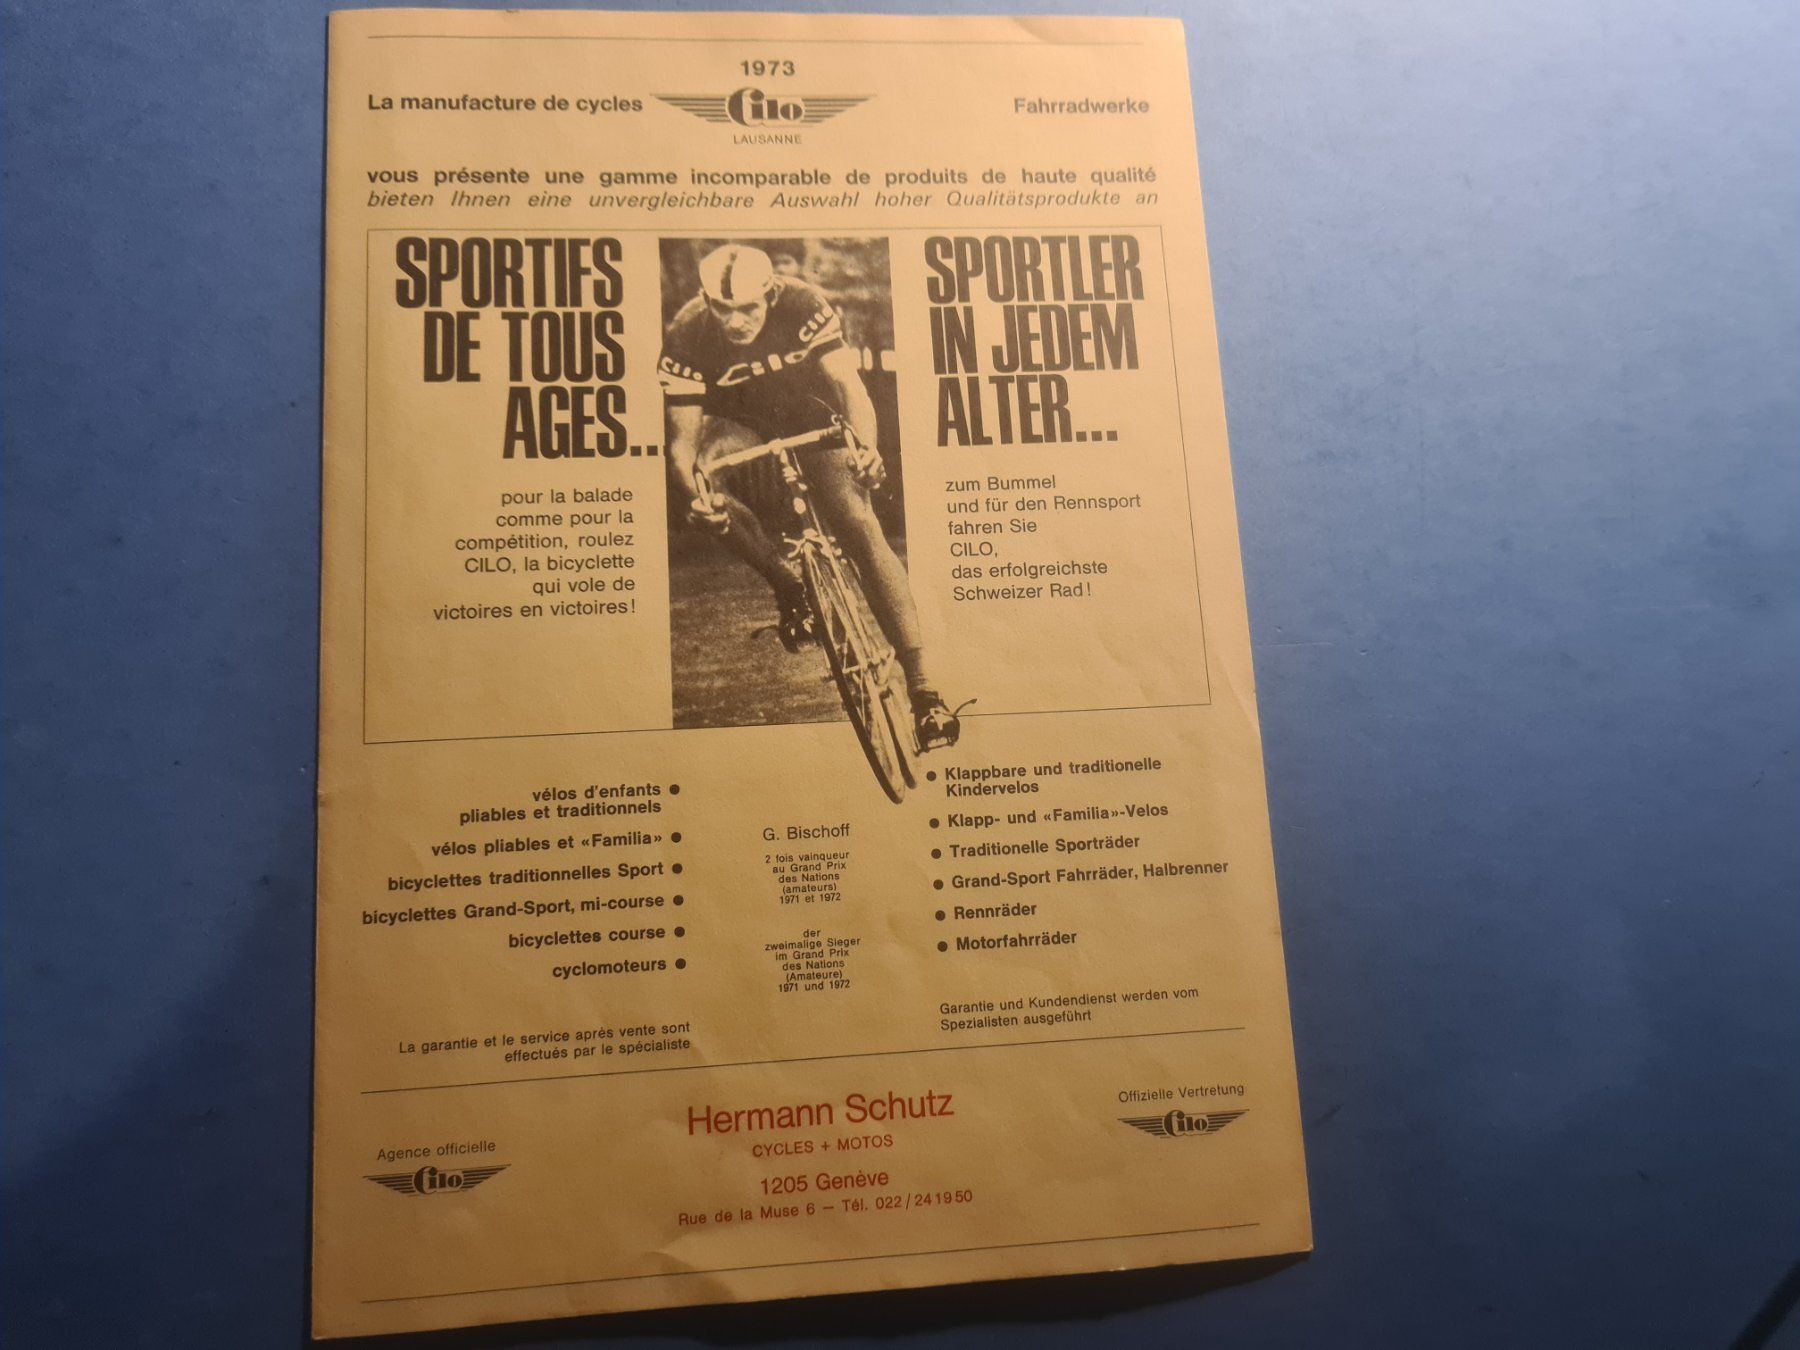 1973
La manufacture de cycles Cilo Fahrradwerke
LAUSANNE
vous présente une gamme incomparable de produits de haute qualité
bieten Ihnen eine unvergleichbare Auswahl hoher Qualitätsprodukte an
SPORTIFS
DE TOUS
AGES...
pour la balade
comme pour la
compétition, roulez
CILO, la bicyclette
qui vole de
victoires en victoires!
Cilo
Cilo
Cilo
SPORTLER
IN JEDEM
ALTER...
zum Bummel
und für den Rennsport
fahren Sie
CILO,
das erfolgreichste
Schweizer Rad!
vélos d'enfants ●
pliables et traditionnels
vélos pliables et «Familia» ●
bicyclettes traditionnelles Sport ●
bicyclettes Grand-Sport, mi-course ●
bicyclettes course ●
cyclomoteurs ●
La garantie et le service après vente sont
effectués par le spécialiste
G. Bischoff
2 fois vainqueur
au Grand Prix
des Nations
(amateurs)
1971 et 1972
der
zweimalige Sieger
im Grand Prix
des Nations
(Amateure)
1971 und 1972
● Klappbare und traditionelle
Kindervelos
● Klapp- und «Familia»-Velos
● Traditionelle Sporträder
● Grand-Sport Fahrräder, Halbrenner
● Rennräder
● Motorfahrräder
Garantie und Kundendienst werden vom
Spezialisten ausgeführt
Agence officielle
Cilo
Hermann Schutz
CYCLES + MOTOS
1205 Genève
Rue de la Muse 6 — Tél. 022 / 24 19 50
Offizielle Vertretung
Cilo